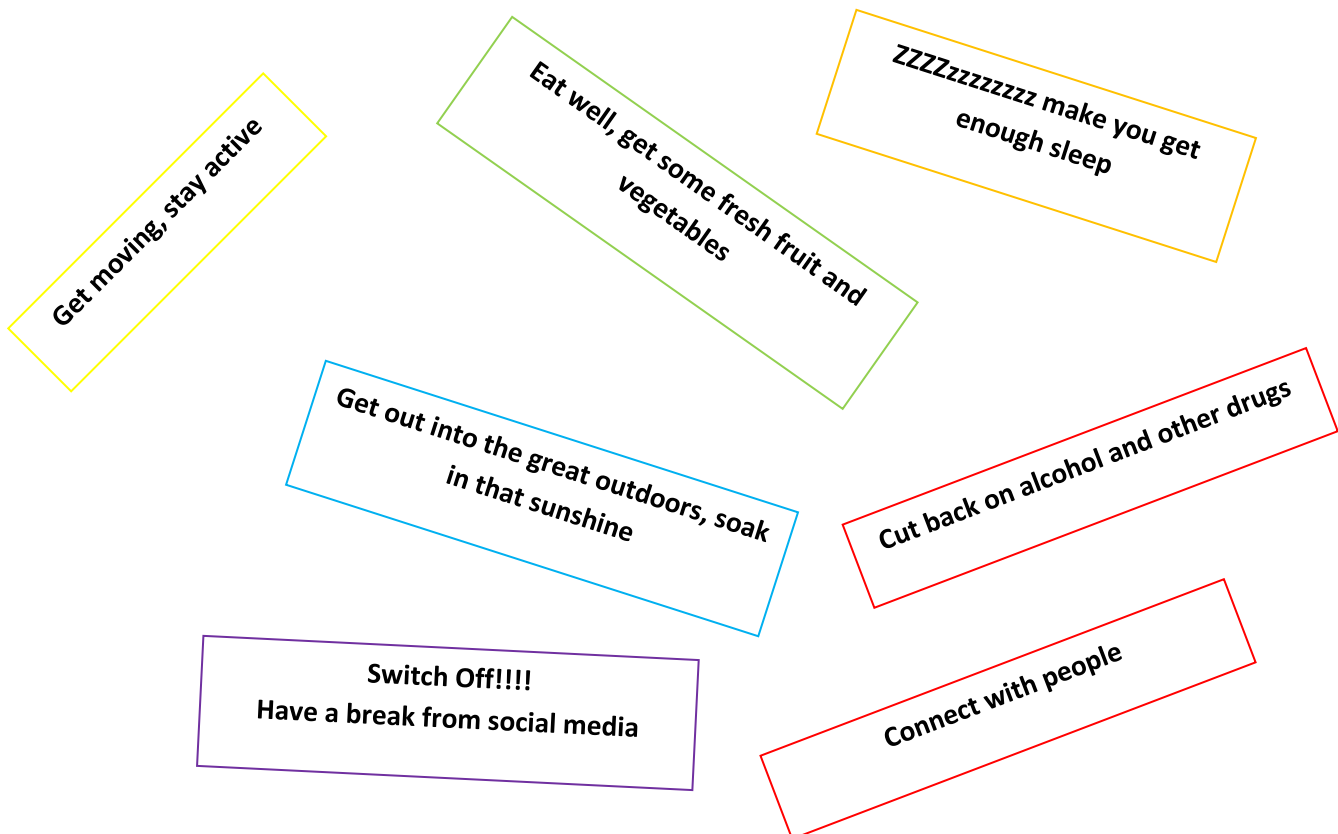 Get moving, stay active
Eat well, get some fresh fruit and
vegetables
ZZZZzzzzzzzzz make you get
enough sleep
Get out into the great outdoors, soak
in that sunshine
Cut back on alcohol and other drugs
Switch Off!!!!
Have a break from social media
Connect with people